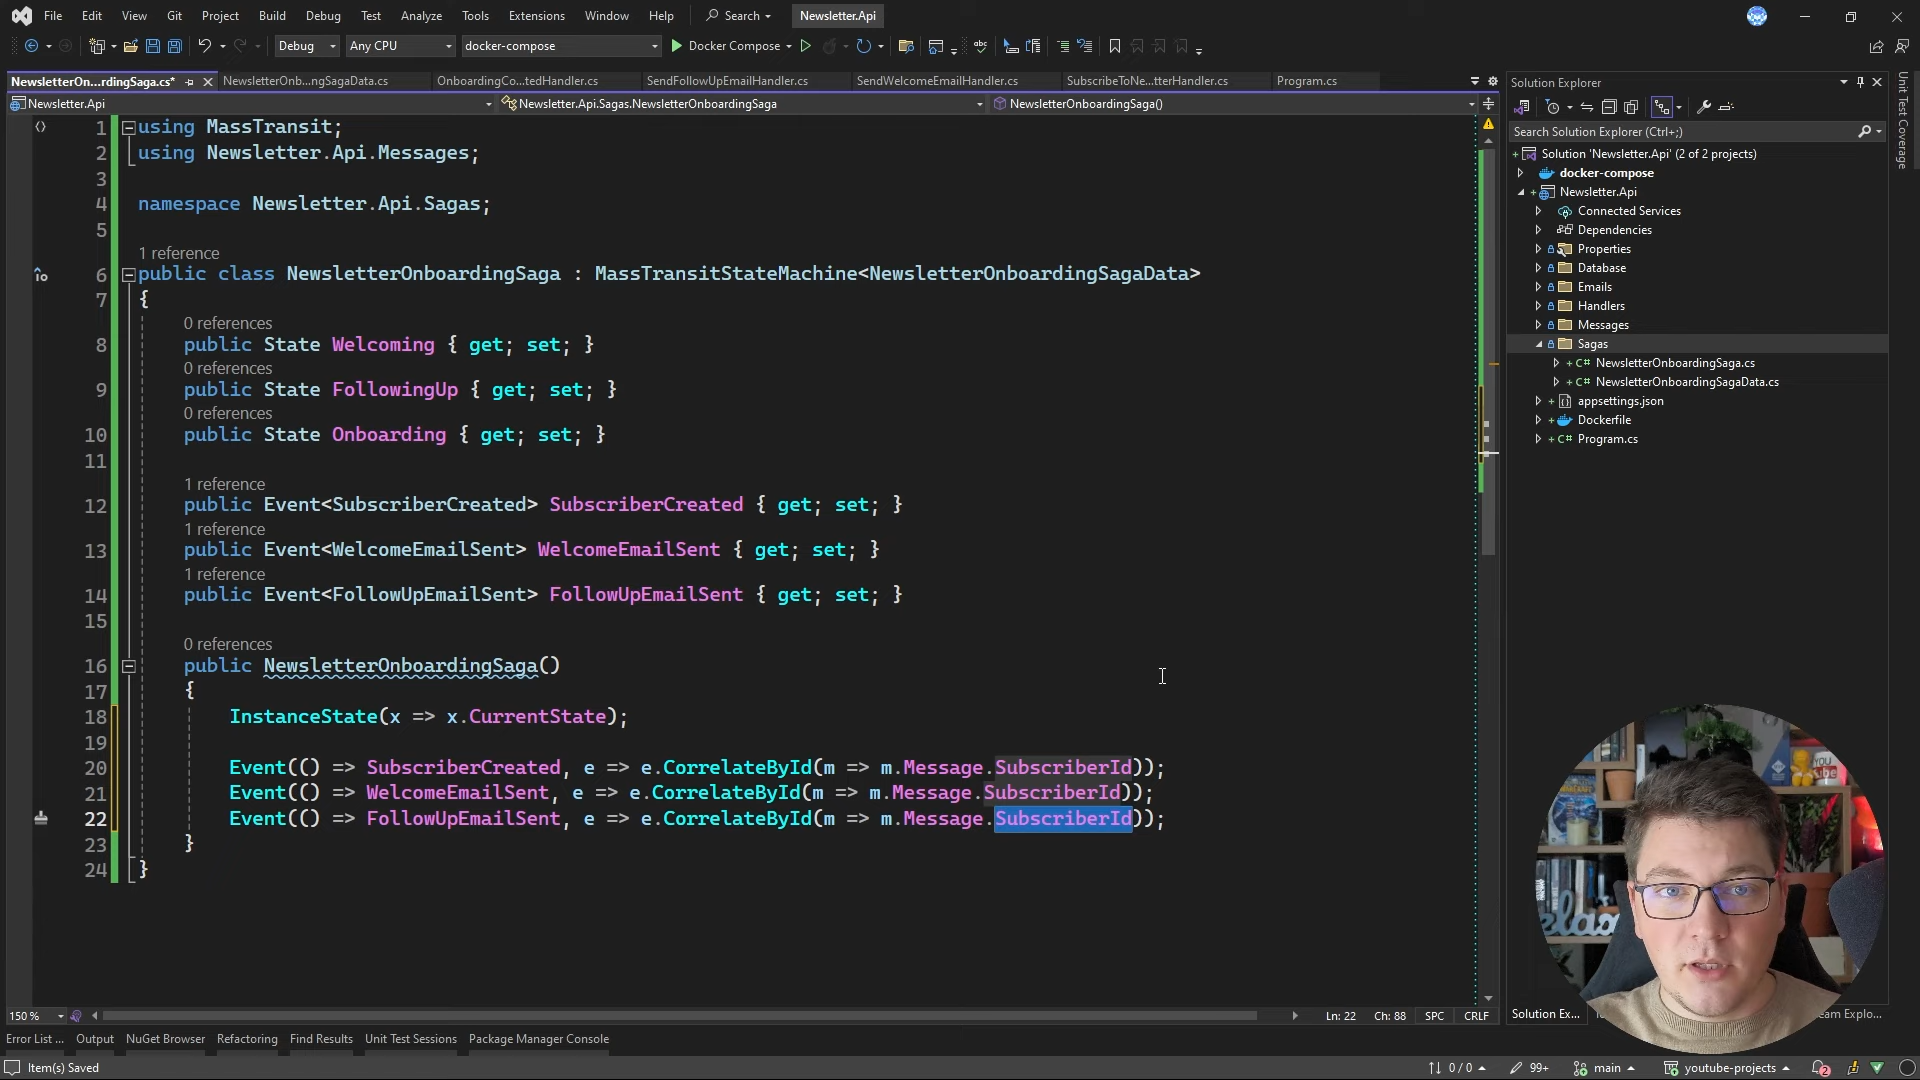 File Edit View Git Project Build Debug Test Analyze Tools Extensions Window Help Search Newsletter.Api
Debug Any CPU docker-compose Docker Compose
NewsletterOn...rdingSaga.cs* NewsletterOnb...ngSagaData.cs OnboardingCo...tedHandler.cs SendFollowUpEmailHandler.cs SendWelcomeEmailHandler.cs SubscribeToNe...tterHandler.cs Program.cs
Newsletter.Api Newsletter.Api.Sagas.NewsletterOnboardingSaga NewsletterOnboardingSaga()
1 using MassTransit;
2 using Newsletter.Api.Messages;
3
4 namespace Newsletter.Api.Sagas;
5
1 reference
6 public class NewsletterOnboardingSaga : MassTransitStateMachine<NewsletterOnboardingSagaData>
7 {
0 references
8 public State Welcoming { get; set; }
0 references
9 public State FollowingUp { get; set; }
0 references
10 public State Onboarding { get; set; }
11
1 reference
12 public Event<SubscriberCreated> SubscriberCreated { get; set; }
1 reference
13 public Event<WelcomeEmailSent> WelcomeEmailSent { get; set; }
1 reference
14 public Event<FollowUpEmailSent> FollowUpEmailSent { get; set; }
15
0 references
16 public NewsletterOnboardingSaga()
17 {
18 InstanceState(x => x.CurrentState);
19
20 Event(() => SubscriberCreated, e => e.CorrelateById(m => m.Message.SubscriberId));
21 Event(() => WelcomeEmailSent, e => e.CorrelateById(m => m.Message.SubscriberId));
22 Event(() => FollowUpEmailSent, e => e.CorrelateById(m => m.Message.SubscriberId));
23 }
24 }
150 % Ln: 22 Ch: 88 SPC CRLF
Error List ... Output NuGet Browser Refactoring Find Results Unit Test Sessions Package Manager Console
Item(s) Saved 0 / 0 99+ main youtube-projects 2
Solution Explorer
Search Solution Explorer (Ctrl+;)
Solution 'Newsletter.Api' (2 of 2 projects)
docker-compose
Newsletter.Api
Connected Services
Dependencies
Properties
Database
Emails
Handlers
Messages
Sagas
C# NewsletterOnboardingSaga.cs
C# NewsletterOnboardingSagaData.cs
appsettings.json
Dockerfile
C# Program.cs
Solution Ex... eam Explo...
Unit Test Coverage
relax
YouTube